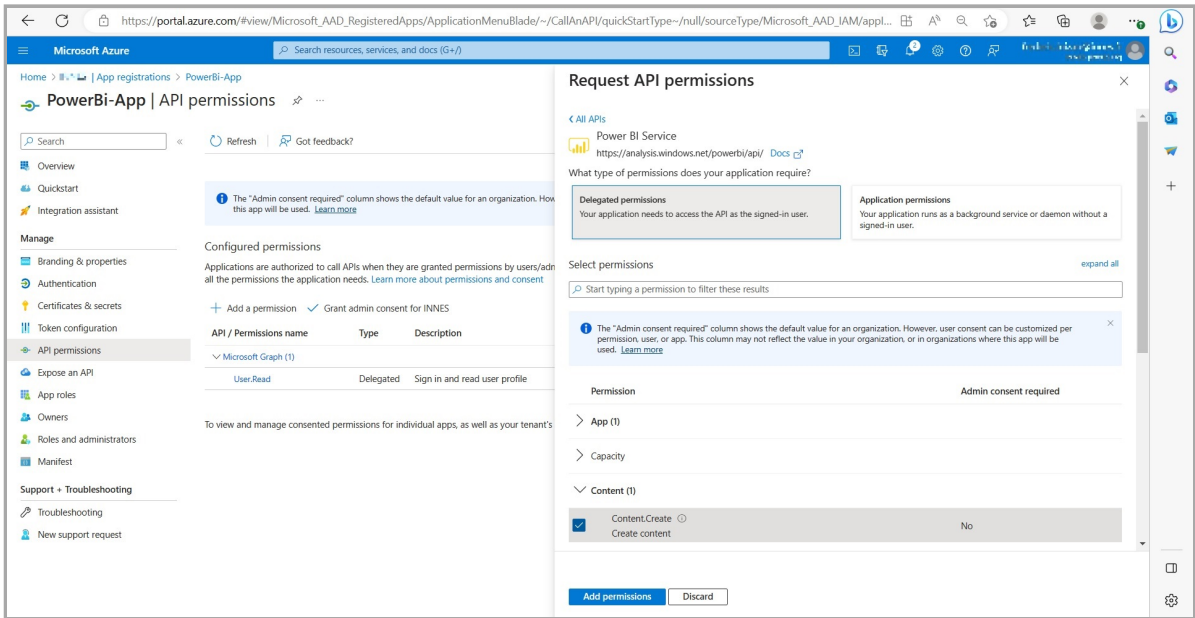 https://portal.azure.com/#view/Microsoft_AAD_RegisteredApps/ApplicationMenuBlade/~/CallAnAPI/quickStartType~/null/sourceType/Microsoft_AAD_IAM/appI...
Microsoft Azure
Search resources, services, and docs (G+/)
2
Home > | App registrations > PowerBi-App
PowerBi-App | API permissions
Search
Overview
Quickstart
Integration assistant
Manage
Branding & properties
Authentication
Certificates & secrets
Token configuration
API permissions
Expose an API
App roles
Owners
Roles and administrators
Manifest
Support + Troubleshooting
Troubleshooting
New support request
Refresh
Got feedback?
The "Admin consent required" column shows the default value for an organization. How
this app will be used. Learn more
Configured permissions
Applications are authorized to call APIs when they are granted permissions by users/adn
all the permissions the application needs. Learn more about permissions and consent
Add a permission
Grant admin consent for INNES
API / Permissions name Type Description
Microsoft Graph (1)
User.Read Delegated Sign in and read user profile
To view and manage consented permissions for individual apps, as well as your tenant's
Request API permissions
All APIs
Power BI Service
https://analysis.windows.net/powerbi/api/ Docs
What type of permissions does your application require?
Delegated permissions
Your application needs to access the API as the signed-in user.
Application permissions
Your application runs as a background service or daemon without a
signed-in user.
Select permissions
expand all
Start typing a permission to filter these results
The "Admin consent required" column shows the default value for an organization. However, user consent can be customized per
permission, user, or app. This column may not reflect the value in your organization, or in organizations where this app will be
used. Learn more
Permission Admin consent required
App (1)
Capacity
Content (1)
Content.Create
Create content
No
Add permissions
Discard